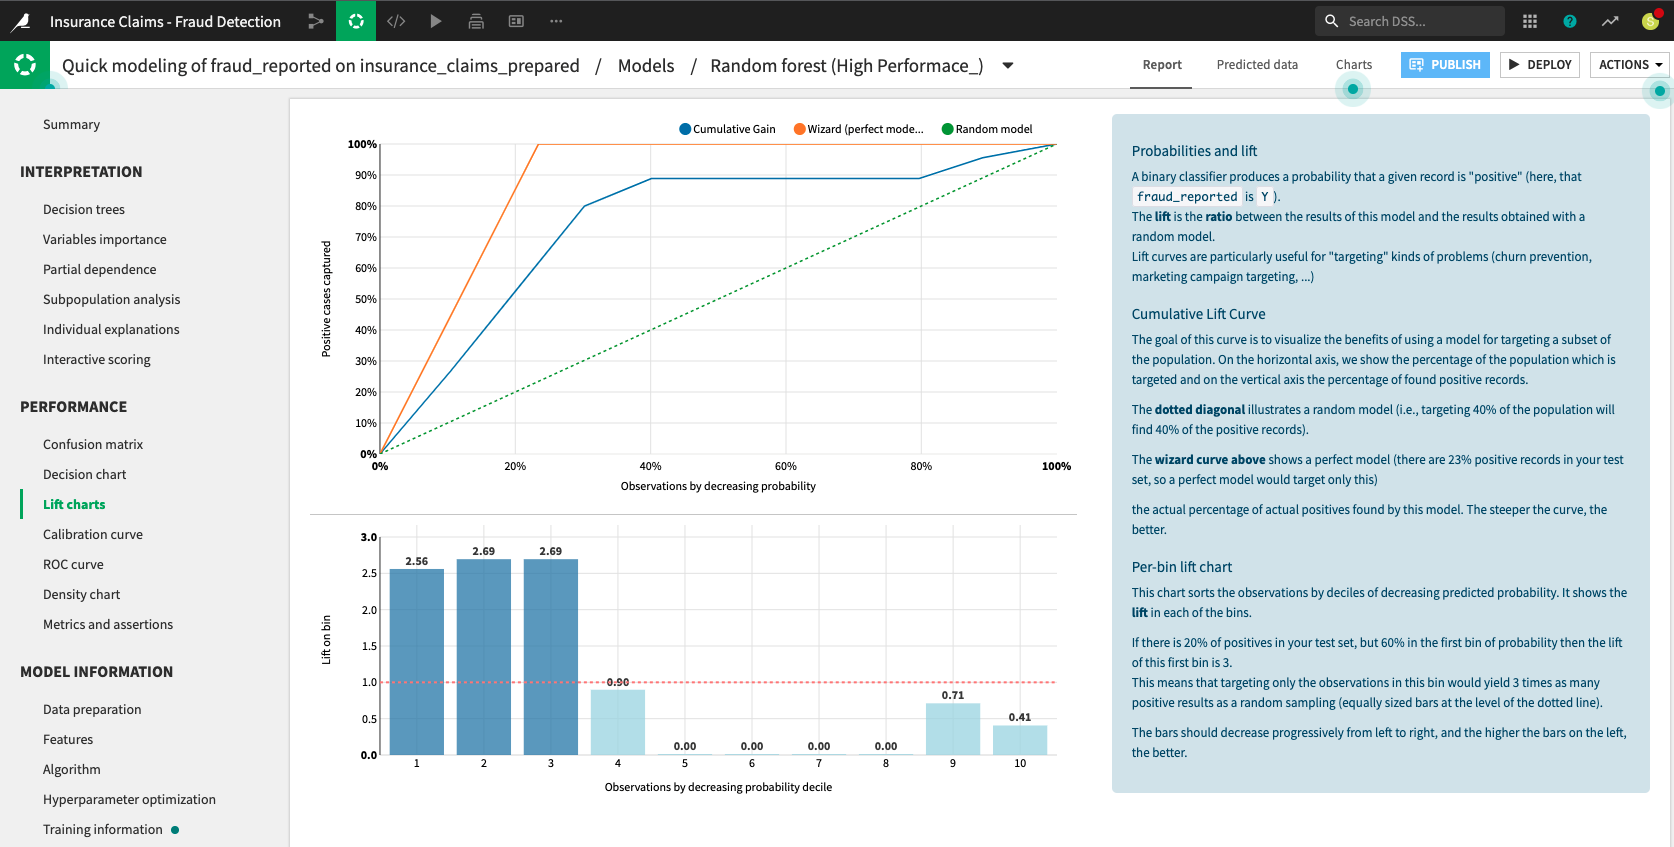 Insurance Claims - Fraud Detection
Search DSS...
?
S
Quick modeling of fraud_reported on insurance_claims_prepared / Models / Random forest (High Performace_)
Report
Predicted data
Charts
PUBLISH
DEPLOY
ACTIONS
Summary
INTERPRETATION
Decision trees
Variables importance
Partial dependence
Subpopulation analysis
Individual explanations
Interactive scoring
PERFORMANCE
Confusion matrix
Decision chart
Lift charts
Calibration curve
ROC curve
Density chart
Metrics and assertions
MODEL INFORMATION
Data preparation
Features
Algorithm
Hyperparameter optimization
Training information
Cumulative Gain
Wizard (perfect mode...
Random model
100%
90%
80%
70%
60%
50%
40%
30%
20%
10%
0%
Positive cases captured
0% 20% 40% 60% 80% 100%
Observations by decreasing probability
3.0
2.5
2.0
1.5
1.0
0.5
0.0
Lift on bin
2.56 2.69 2.69 0.90 0.00 0.00 0.00 0.00 0.71 0.41
1 2 3 4 5 6 7 8 9 10
Observations by decreasing probability decile
Probabilities and lift
A binary classifier produces a probability that a given record is "positive" (here, that
fraud_reported is Y ).
The lift is the ratio between the results of this model and the results obtained with a
random model.
Lift curves are particularly useful for "targeting" kinds of problems (churn prevention,
marketing campaign targeting, ...)
Cumulative Lift Curve
The goal of this curve is to visualize the benefits of using a model for targeting a subset of
the population. On the horizontal axis, we show the percentage of the population which is
targeted and on the vertical axis the percentage of found positive records.
The dotted diagonal illustrates a random model (i.e., targeting 40% of the population will
find 40% of the positive records).
The wizard curve above shows a perfect model (there are 23% positive records in your test
set, so a perfect model would target only this)
the actual percentage of actual positives found by this model. The steeper the curve, the
better.
Per-bin lift chart
This chart sorts the observations by deciles of decreasing predicted probability. It shows the
lift in each of the bins.
If there is 20% of positives in your test set, but 60% in the first bin of probability then the lift
of this first bin is 3.
This means that targeting only the observations in this bin would yield 3 times as many
positive results as a random sampling (equally sized bars at the level of the dotted line).
The bars should decrease progressively from left to right, and the higher the bars on the left,
the better.